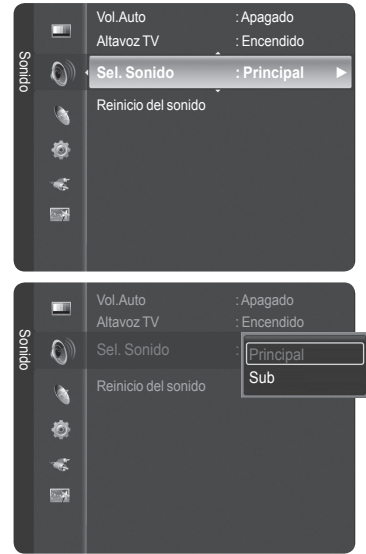 Sonido
Vol.Auto : Apagado
Altavoz TV : Encendido
Sel. Sonido : Principal
Reinicio del sonido
Sonido
Vol.Auto : Apagado
Altavoz TV : Encendido
Sel. Sonido : Principal
Sub
Reinicio del sonido